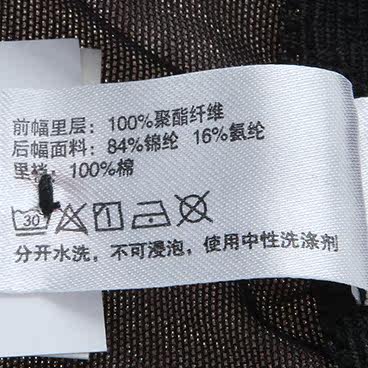 前幅里层：100%聚酯纤维
后幅面料：84%锦纶 16%氨纶
里裆：100%棉
30
分开水洗，不可浸泡，使用中性洗涤剂